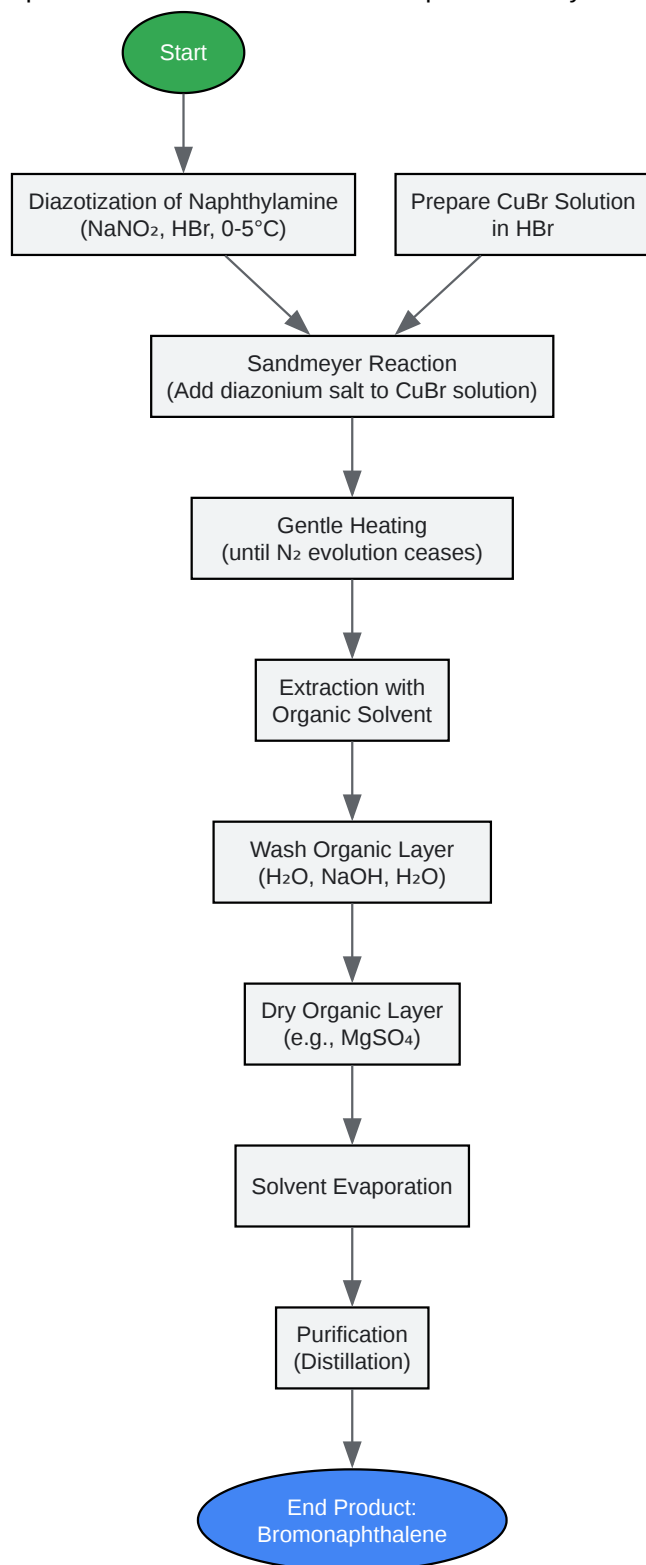 Start
Diazotization of Naphthylamine
(NaNO₂, HBr, 0-5°C)
Prepare CuBr Solution
in HBr
Sandmeyer Reaction
(Add diazonium salt to CuBr solution)
Gentle Heating
(until N₂ evolution ceases)
Extraction with
Organic Solvent
Wash Organic Layer
(H₂O, NaOH, H₂O)
Dry Organic Layer
(e.g., MgSO₄)
Solvent Evaporation
Purification
(Distillation)
End Product:
Bromonaphthalene